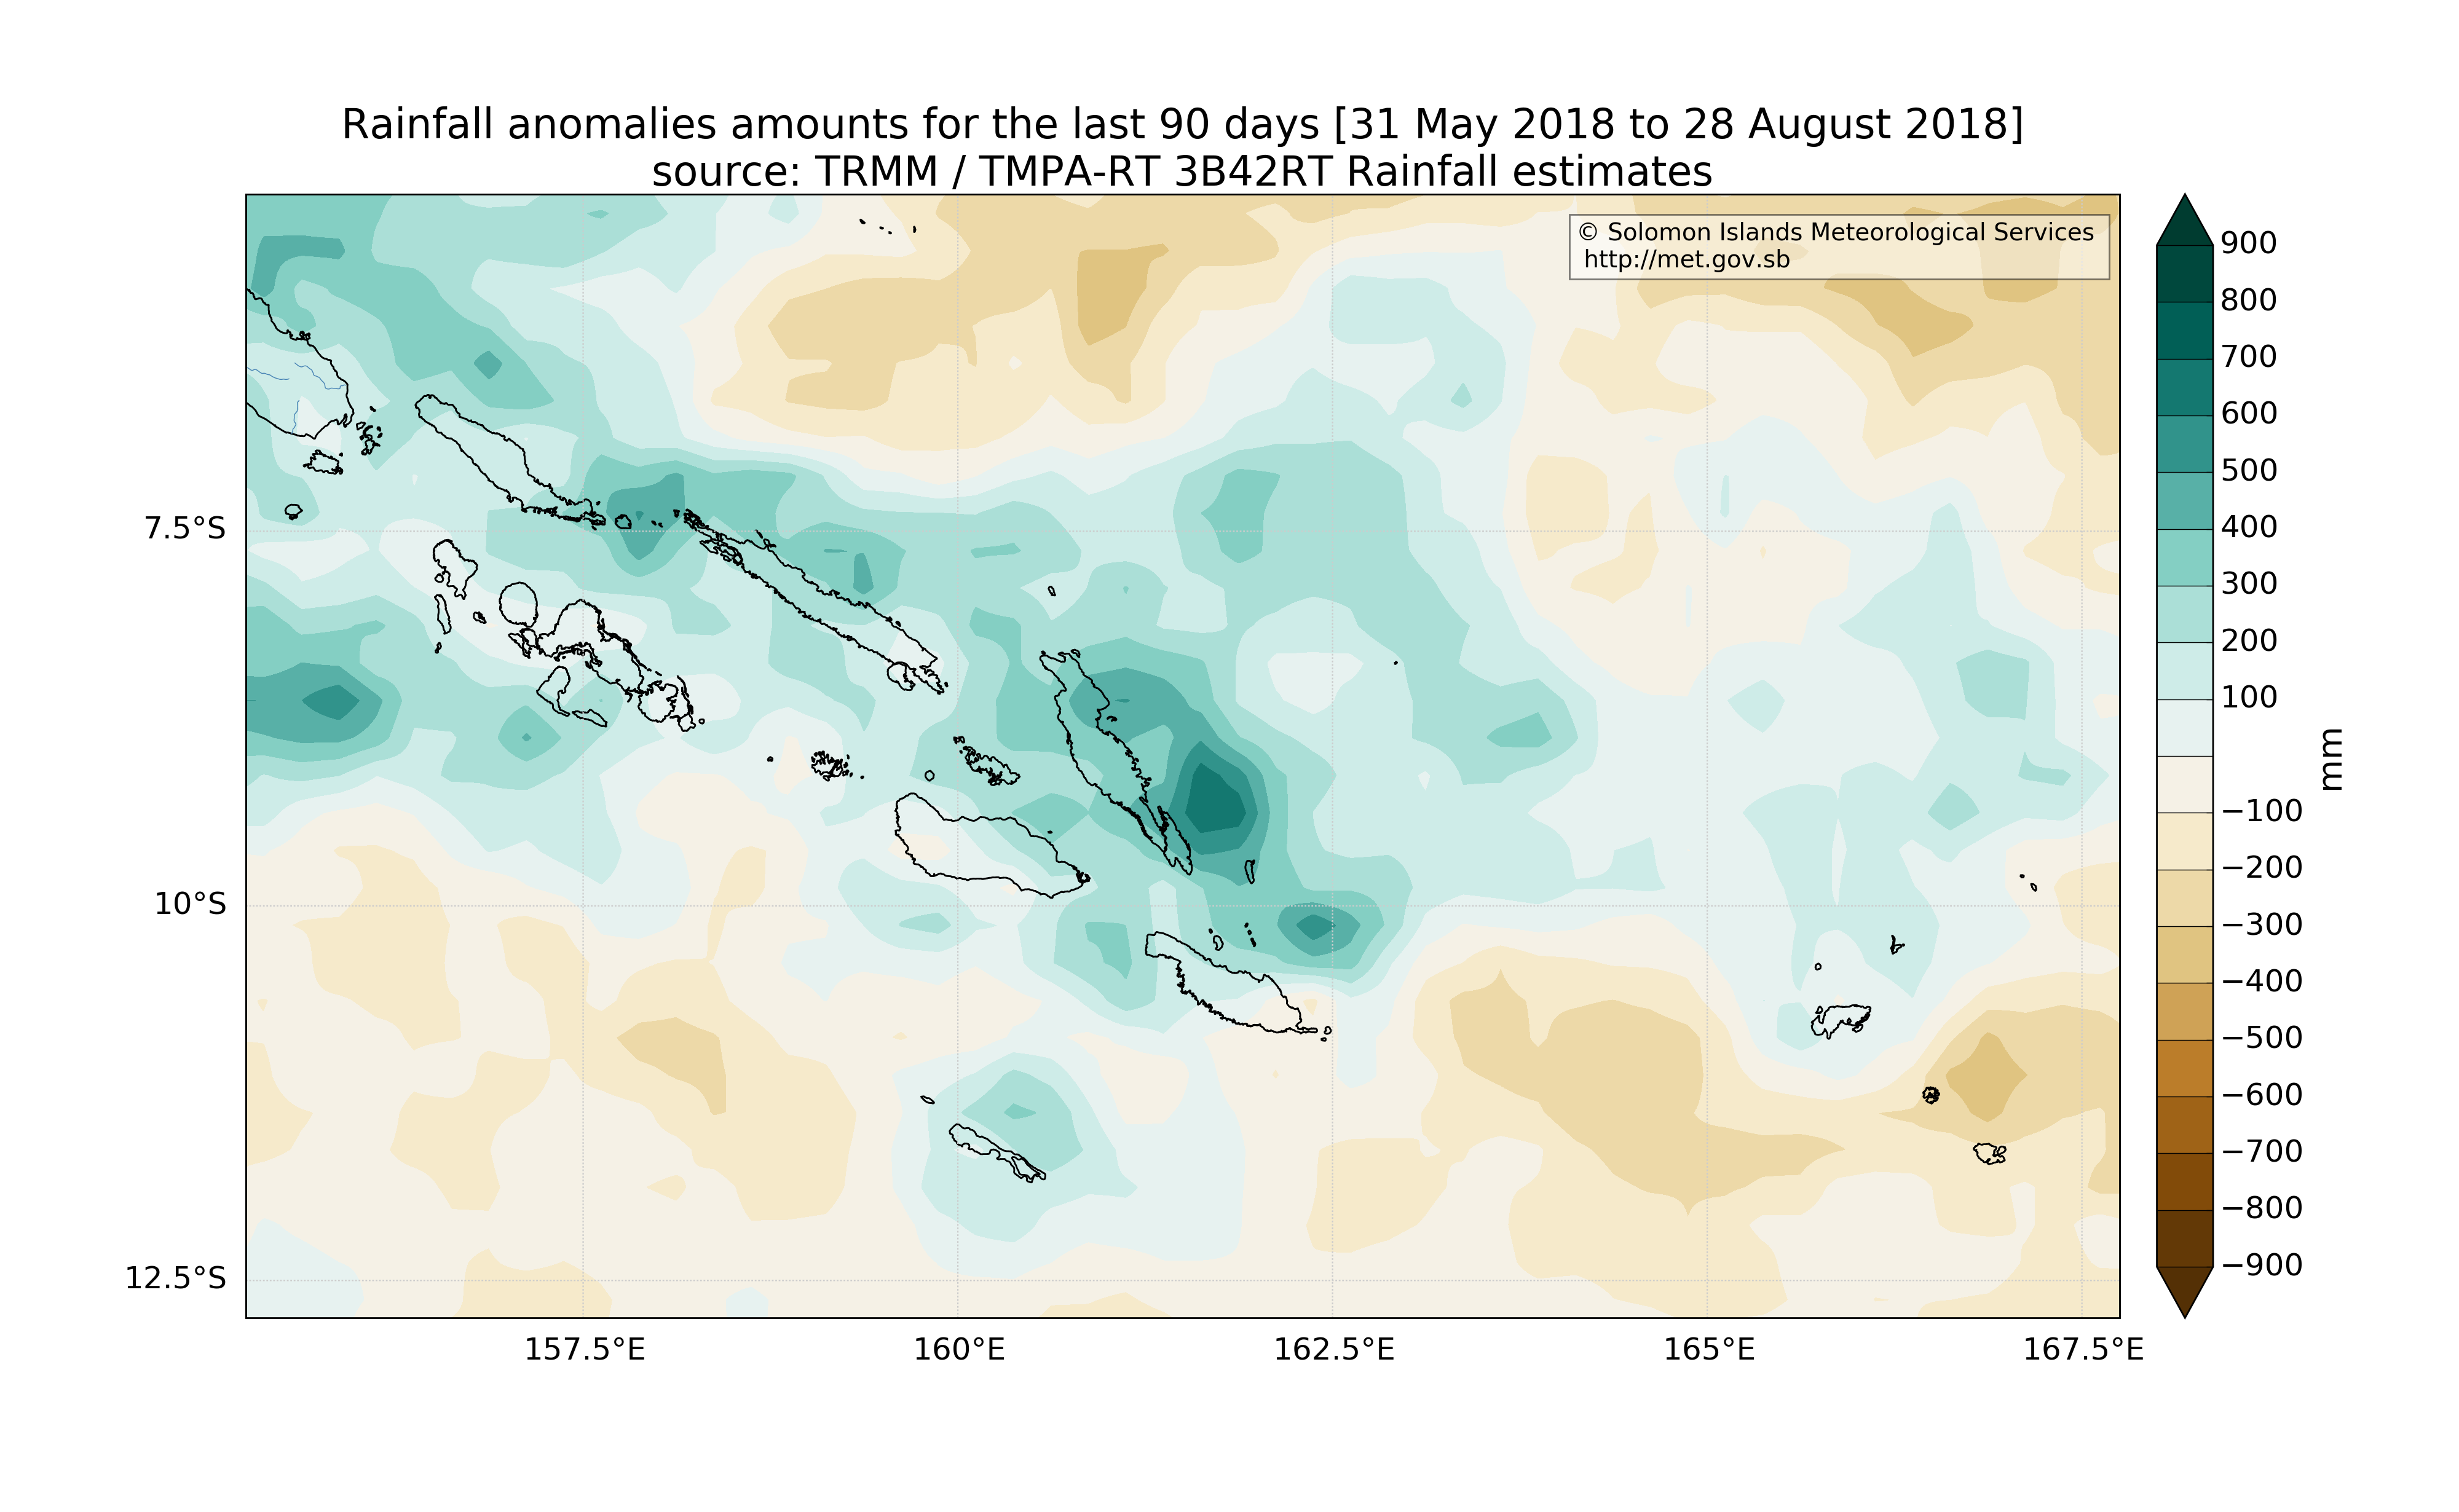 Rainfall anomalies amounts for the last 90 days [31 May 2018 to 28 August 2018]
source: TRMM / TMPA-RT 3B42RT Rainfall estimates
© Solomon Islands Meteorological Services
http://met.gov.sb
7.5°S
10°S
12.5°S
157.5°E
160°E
162.5°E
165°E
167.5°E
900
800
700
600
500
400
300
200
100
−100
−200
−300
−400
−500
−600
−700
−800
−900
mm